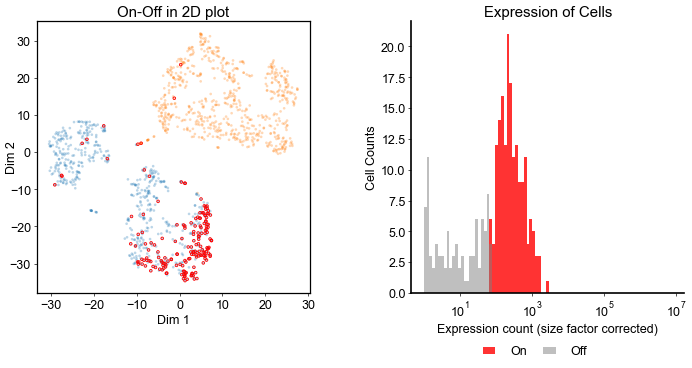 On-Off in 2D plot
30
20
10
0
−10
−20
−30
Dim 2
−30 −20 −10 0 10 20 30
Dim 1
Expression of Cells
20.0
17.5
15.0
12.5
10.0
7.5
5.0
2.5
0.0
Cell Counts
10^1 10^3 10^5 10^7
Expression count (size factor corrected)
On Off